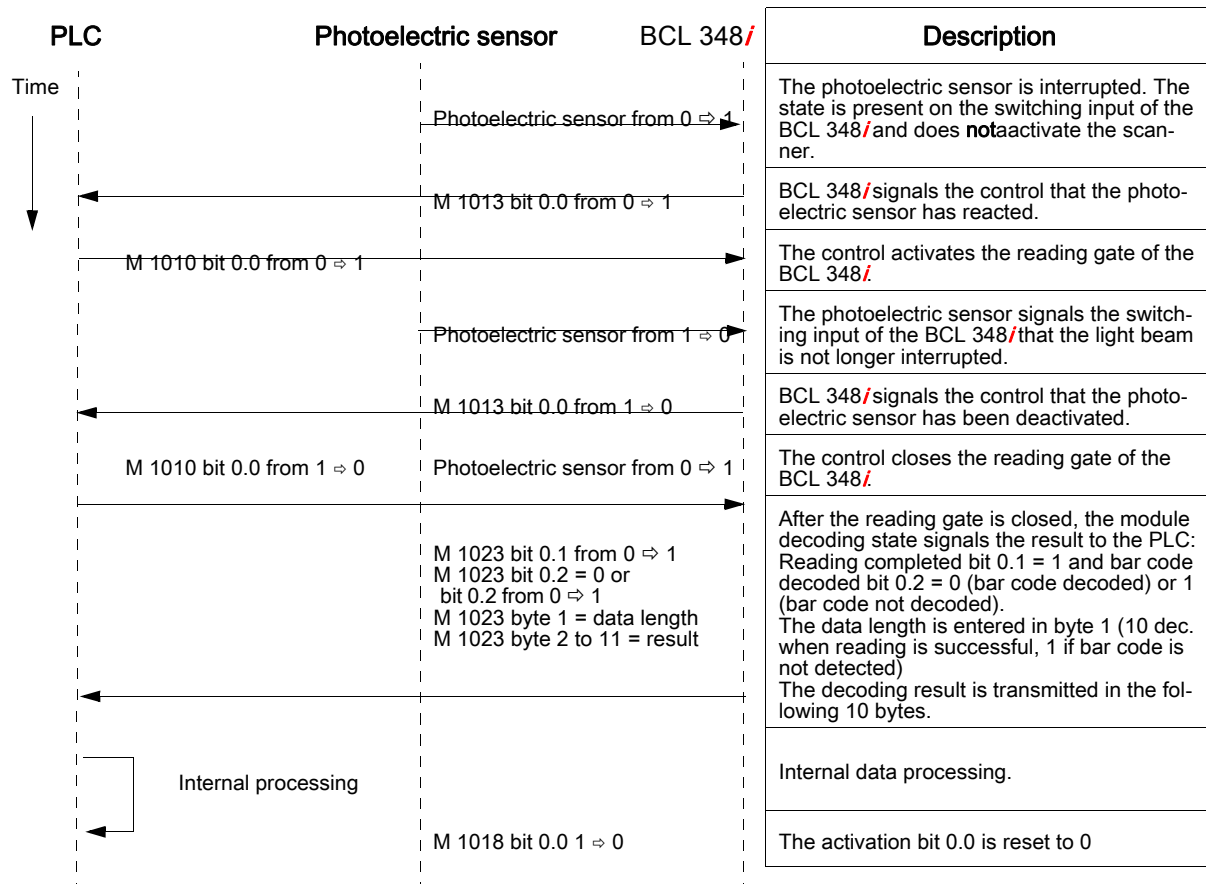 PLC Photoelectric sensor BCL 348i Description
Time
Photoelectric sensor from 0 ⇨ 1
The photoelectric sensor is interrupted. The
state is present on the switching input of the
BCL 348i and does notaactivate the scan-
ner.
M 1013 bit 0.0 from 0 ⇨ 1
BCL 348i signals the control that the photo-
electric sensor has reacted.
M 1010 bit 0.0 from 0 ⇨ 1
The control activates the reading gate of the
BCL 348i.
Photoelectric sensor from 1 ⇨ 0
The photoelectric sensor signals the switch-
ing input of the BCL 348i that the light beam
is not longer interrupted.
M 1013 bit 0.0 from 1 ⇨ 0
BCL 348i signals the control that the photo-
electric sensor has been deactivated.
M 1010 bit 0.0 from 1 ⇨ 0 Photoelectric sensor from 0 ⇨ 1
The control closes the reading gate of the
BCL 348i.
M 1023 bit 0.1 from 0 ⇨ 1
M 1023 bit 0.2 = 0 or
bit 0.2 from 0 ⇨ 1
M 1023 byte 1 = data length
M 1023 byte 2 to 11 = result
After the reading gate is closed, the module
decoding state signals the result to the PLC:
Reading completed bit 0.1 = 1 and bar code
decoded bit 0.2 = 0 (bar code decoded) or 1
(bar code not decoded).
The data length is entered in byte 1 (10 dec.
when reading is successful, 1 if bar code is
not detected)
The decoding result is transmitted in the fol-
lowing 10 bytes.
Internal processing
Internal data processing.
M 1018 bit 0.0 1 ⇨ 0
The activation bit 0.0 is reset to 0